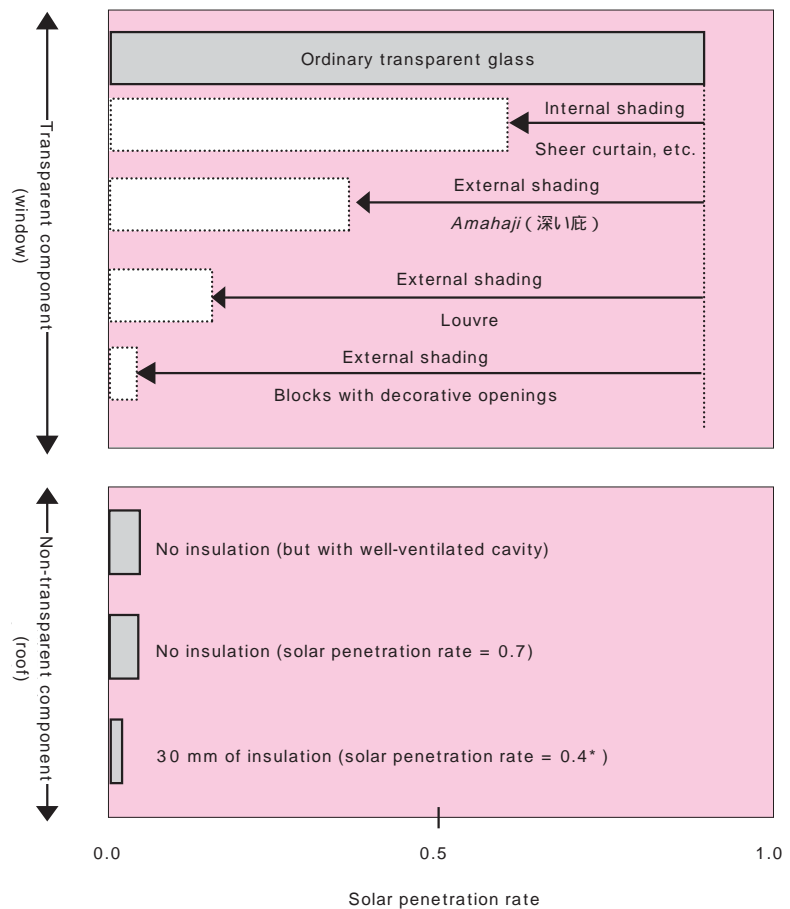 Transparent component
(window)
Ordinary transparent glass
Internal shading
Sheer curtain, etc.
External shading
Amahaji (深い庇)
External shading
Louvre
External shading
Blocks with decorative openings
Non-transparent component
(roof)
No insulation (but with well-ventilated cavity)
No insulation (solar penetration rate = 0.7)
30 mm of insulation (solar penetration rate = 0.4* )
0.0 0.5 1.0
Solar penetration rate